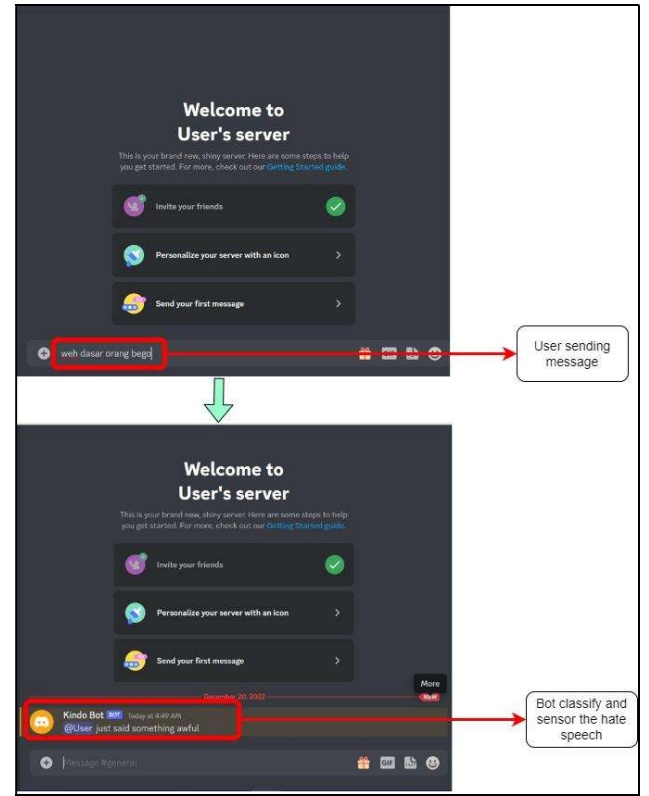 Welcome to
User's server
This is your brand new, shiny server. Here are some steps to help
you get started. For more, check out our Getting Started guide.
Invite your friends
Personalize your server with an icon
Send your first message
weh dasar orang bego
GIF
User sending
message
Welcome to
User's server
This is your brand new, shiny server. Here are some steps to help
you get started. For more, check out our Getting Started guide.
Invite your friends
Personalize your server with an icon
Send your first message
More
December 20, 2022
NEW
Kindo Bot BOT Today at 4:49 AM
@User just said something awful
Bot classify and
sensor the hate
speech
Message #general
GIF